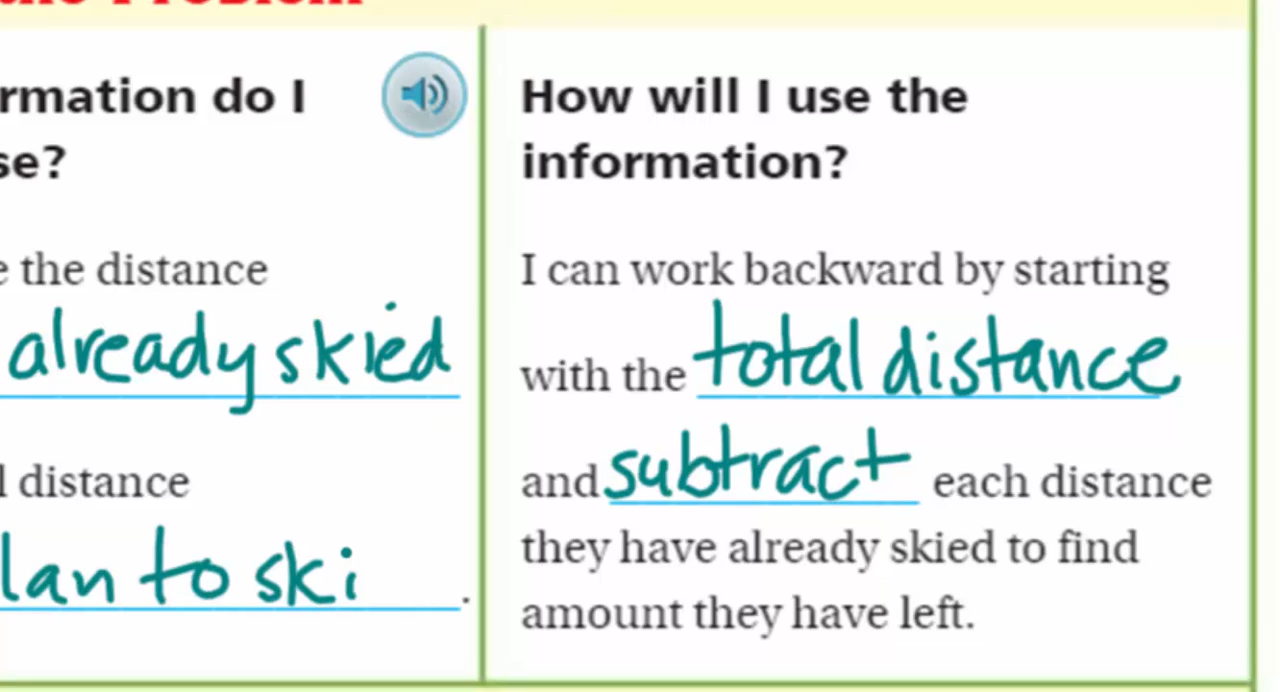 the Problem
rmation do I
se?
e the distance
already skied
l distance
lan to ski.
How will I use the
information?
I can work backward by starting
with the total distance
and subtract each distance
they have already skied to find
amount they have left.